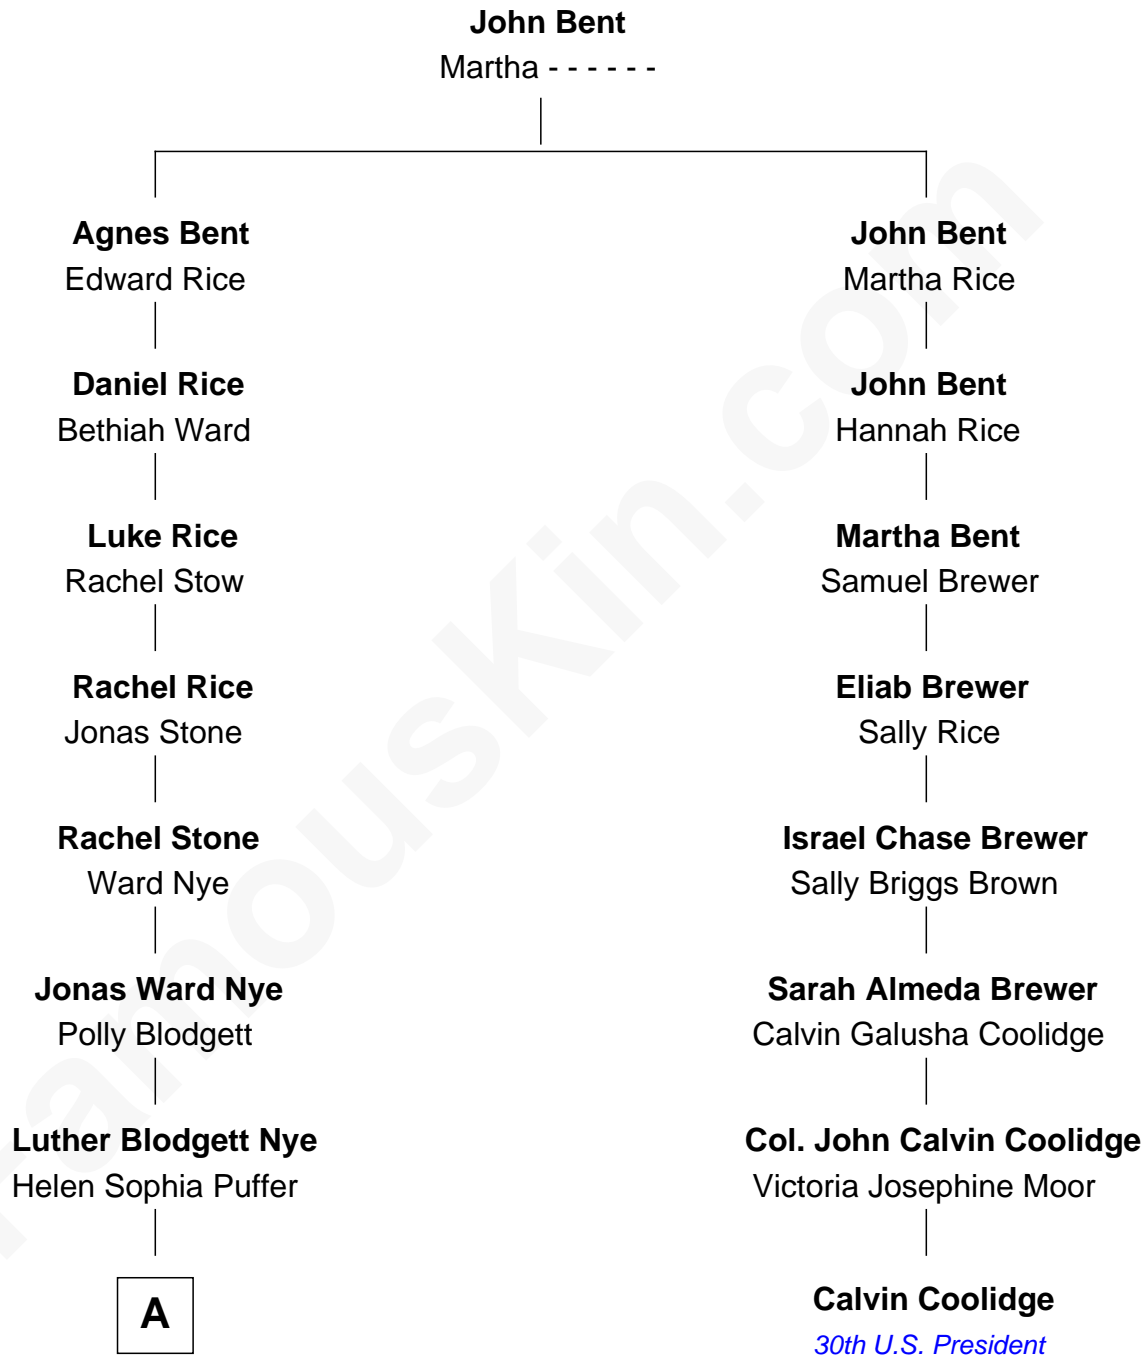 John Bent
Martha - - - - - -
Agnes Bent
Edward Rice
John Bent
Martha Rice
Daniel Rice
Bethiah Ward
John Bent
Hannah Rice
Luke Rice
Rachel Stow
Martha Bent
Samuel Brewer
Rachel Rice
Jonas Stone
Eliab Brewer
Sally Rice
Rachel Stone
Ward Nye
Israel Chase Brewer
Sally Briggs Brown
Jonas Ward Nye
Polly Blodgett
Sarah Almeda Brewer
Calvin Galusha Coolidge
Luther Blodgett Nye
Helen Sophia Puffer
Col. John Calvin Coolidge
Victoria Josephine Moor
A
Calvin Coolidge
30th U.S. President
FamousKin.com